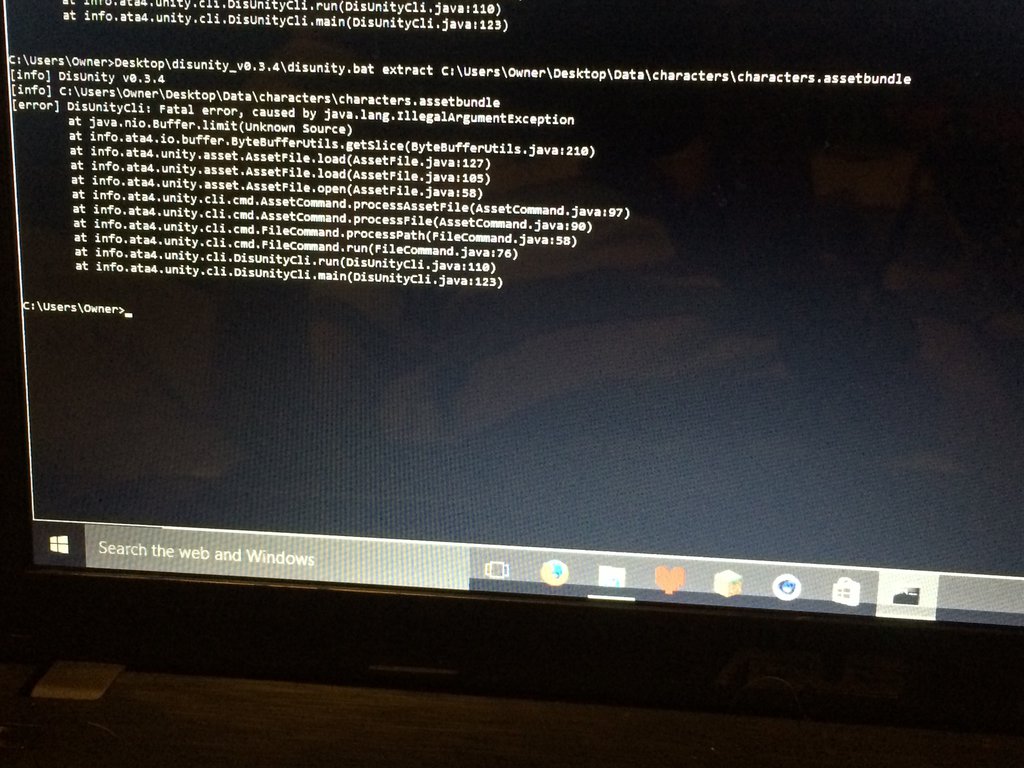 at info.ata4.unity.cli.DisUnityCli.run(DisUnityCli.java:110)
at info.ata4.unity.cli.DisUnityCli.main(DisUnityCli.java:123)
C:\Users\Owner>Desktop\disunity_v0.3.4\disunity.bat extract C:\Users\Owner\Desktop\Data\characters\characters.assetbundle
[info] DisUnity v0.3.4
[info] C:\Users\Owner\Desktop\Data\characters\characters.assetbundle
[error] DisUnityCli: Fatal error, caused by java.lang.IllegalArgumentException
at java.nio.Buffer.limit(Unknown Source)
at info.ata4.io.buffer.ByteBufferUtils.getSlice(ByteBufferUtils.java:210)
at info.ata4.unity.asset.AssetFile.load(AssetFile.java:127)
at info.ata4.unity.asset.AssetFile.load(AssetFile.java:105)
at info.ata4.unity.asset.AssetFile.open(AssetFile.java:58)
at info.ata4.unity.cli.cmd.AssetCommand.processAssetFile(AssetCommand.java:97)
at info.ata4.unity.cli.cmd.AssetCommand.processFile(AssetCommand.java:90)
at info.ata4.unity.cli.cmd.FileCommand.processPath(FileCommand.java:58)
at info.ata4.unity.cli.cmd.FileCommand.run(FileCommand.java:76)
at info.ata4.unity.cli.DisUnityCli.run(DisUnityCli.java:110)
at info.ata4.unity.cli.DisUnityCli.main(DisUnityCli.java:123)
C:\Users\Owner>_
Search the web and Windows